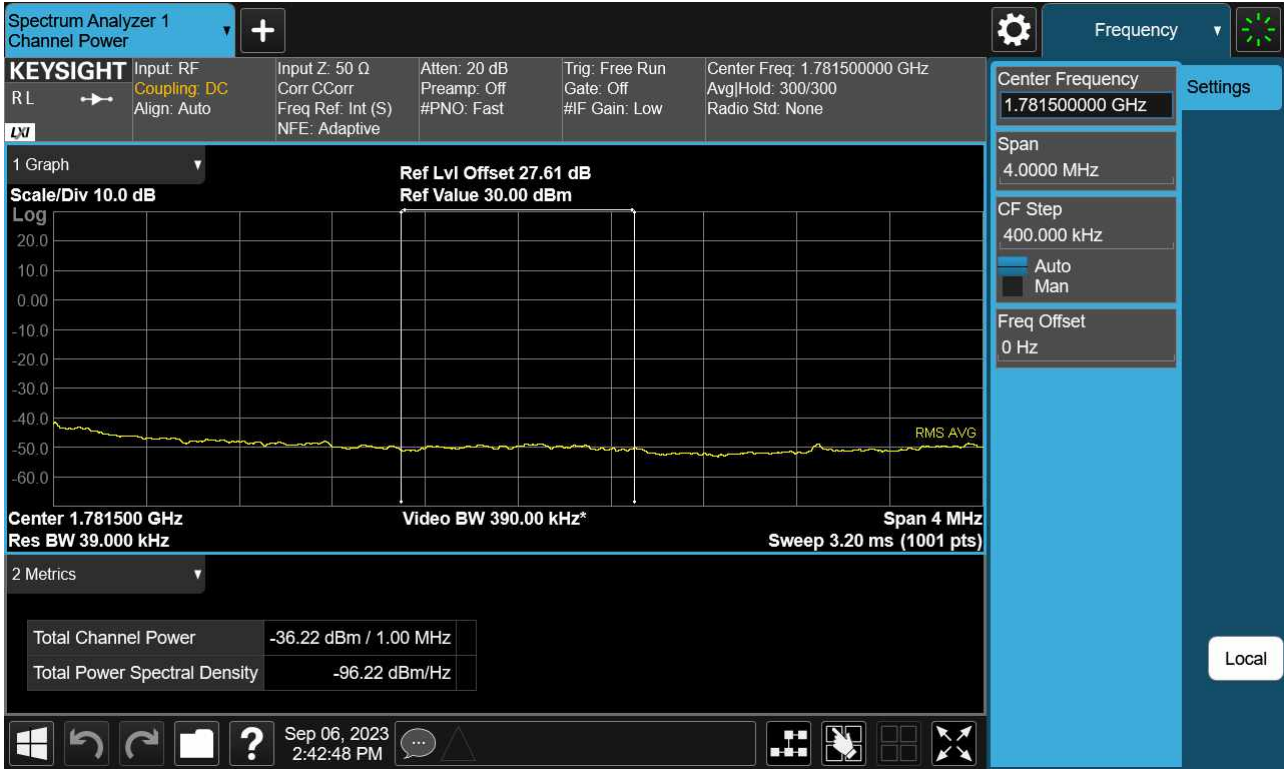 Spectrum Analyzer 1
Channel Power
+
Frequency
KEYSIGHT
R L
LXI
Input: RF
Coupling: DC
Align: Auto
Input Z: 50 Ω
Corr CCorr
Freq Ref: Int (S)
NFE: Adaptive
Atten: 20 dB
Preamp: Off
#PNO: Fast
Trig: Free Run
Gate: Off
#IF Gain: Low
Center Freq: 1.781500000 GHz
Avg|Hold: 300/300
Radio Std: None
Center Frequency
1.781500000 GHz
Settings
Span
4.0000 MHz
CF Step
400.000 kHz
Auto
Man
Freq Offset
0 Hz
1 Graph
Scale/Div 10.0 dB
Ref Lvl Offset 27.61 dB
Ref Value 30.00 dBm
Log
20.0
10.0
0.00
-10.0
-20.0
-30.0
-40.0
-50.0
-60.0
RMS AVG
Center 1.781500 GHz
Video BW 390.00 kHz*
Span 4 MHz
Res BW 39.000 kHz
Sweep 3.20 ms (1001 pts)
2 Metrics
Total Channel Power -36.22 dBm / 1.00 MHz
Total Power Spectral Density -96.22 dBm/Hz
Local
?
Sep 06, 2023
2:42:48 PM